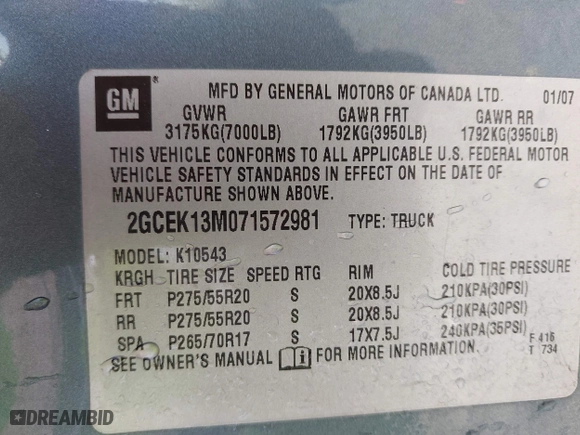 GM
MFD BY GENERAL MOTORS OF CANADA LTD. 01/07
GVWR GAWR FRT GAWR RR
3175KG(7000LB) 1792KG(3950LB) 1792KG(3950LB)
THIS VEHICLE CONFORMS TO ALL APPLICABLE U.S. FEDERAL MOTOR
VEHICLE SAFETY STANDARDS IN EFFECT ON THE DATE OF
MANUFACTURE SHOWN ABOVE.
2GCEK13M071572981 TYPE: TRUCK
MODEL: K10543
KRGH TIRE SIZE SPEED RTG RIM COLD TIRE PRESSURE
FRT P275/55R20 S 20X8.5J 210KPA(30PSI)
RR P275/55R20 S 20X8.5J 210KPA(30PSI)
SPA P265/70R17 S 17X7.5J 240KPA(35PSI)
SEE OWNER'S MANUAL i FOR MORE INFORMATION.
F 416
T 734
DREAMBID